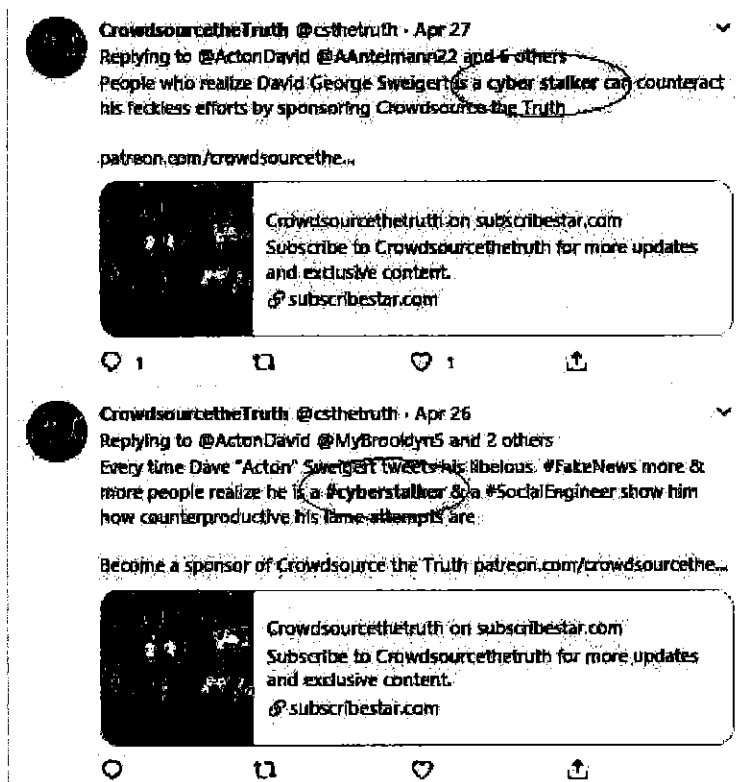 CrowdsourcetheTruth @csthetruth · Apr 27
Replying to @ActonDavid @AAntelmann22 and 6 others
People who realize David George Sweigert is a cyber stalker can counteract
his feckless efforts by sponsoring Crowdsource the Truth
patreon.com/crowdsourcethe...
Crowdsourcethetruth on subscribestar.com
Subscribe to Crowdsourcethetruth for more updates
and exclusive content.
subscribestar.com
1
1
CrowdsourcetheTruth @csthetruth · Apr 26
Replying to @ActonDavid @MyBrooklyn5 and 2 others
Every time Dave "Acton" Sweigert tweets his libelous #FakeNews more &
more people realize he is a #cyberstalker & a #SocialEngineer show him
how counterproductive his lame attempts are
Become a sponsor of Crowdsource the Truth patreon.com/crowdsourcethe...
Crowdsourcethetruth on subscribestar.com
Subscribe to Crowdsourcethetruth for more updates
and exclusive content.
subscribestar.com